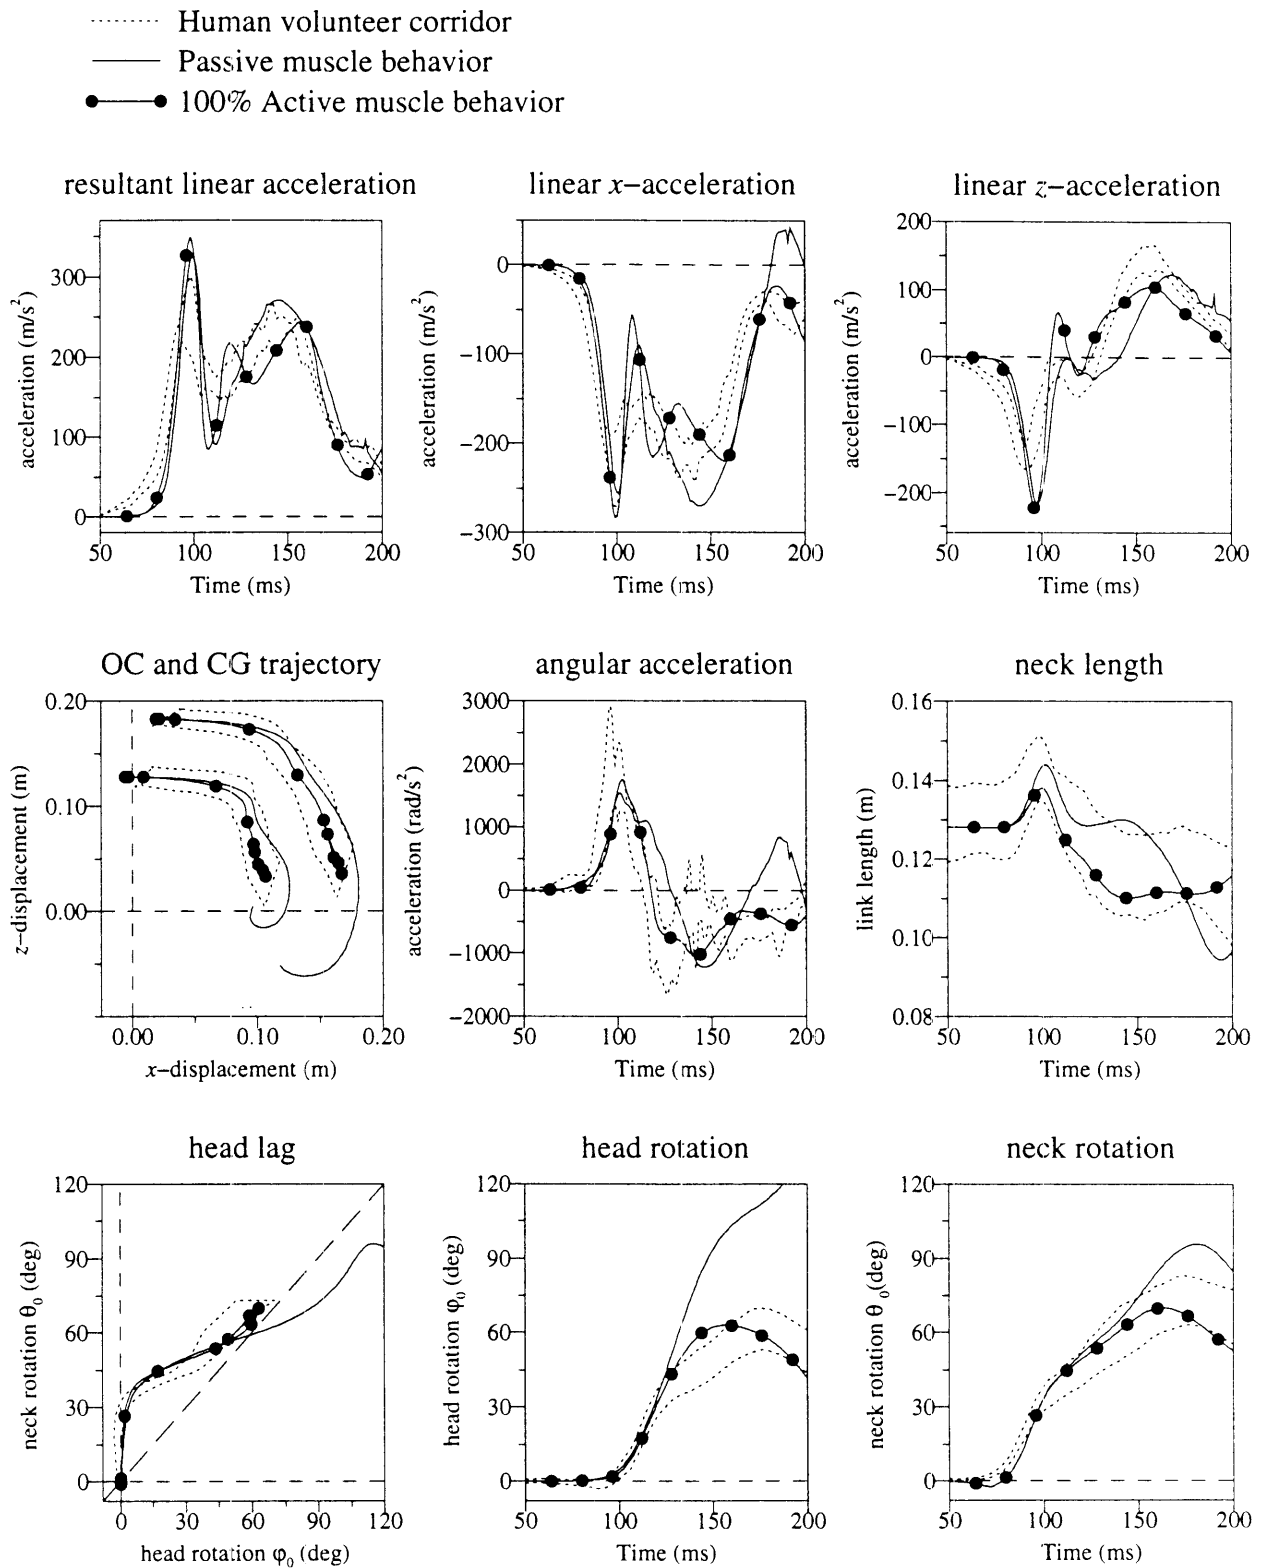 Human volunteer corridor
Passive muscle behavior
100% Active muscle behavior
resultant linear acceleration
linear x–acceleration
linear z–acceleration
acceleration (m/s²)
300
200
100
0
50
100
150
200
Time (ms)
acceleration (m/s²)
0
−100
−200
−300
50
100
150
200
Time (ms)
acceleration (m/s²)
200
100
0
−100
−200
50
100
150
200
Time (ms)
OC and CG trajectory
angular acceleration
neck length
z–displacement (m)
0.20
0.10
0.00
0.00
0.10
0.20
x–displacement (m)
acceleration (rad/s²)
3000
2000
1000
0
−1000
−2000
50
100
150
200
Time (ms)
link length (m)
0.16
0.14
0.12
0.10
0.08
50
100
150
200
Time (ms)
head lag
head rotation
neck rotation
neck rotation θ₀ (deg)
120
90
60
30
0
0
30
60
90
120
head rotation φ₀ (deg)
head rotation φ₀ (deg)
120
90
60
30
0
50
100
150
200
Time (ms)
neck rotation θ₀(deg)
120
90
60
30
0
50
100
150
200
Time (ms)